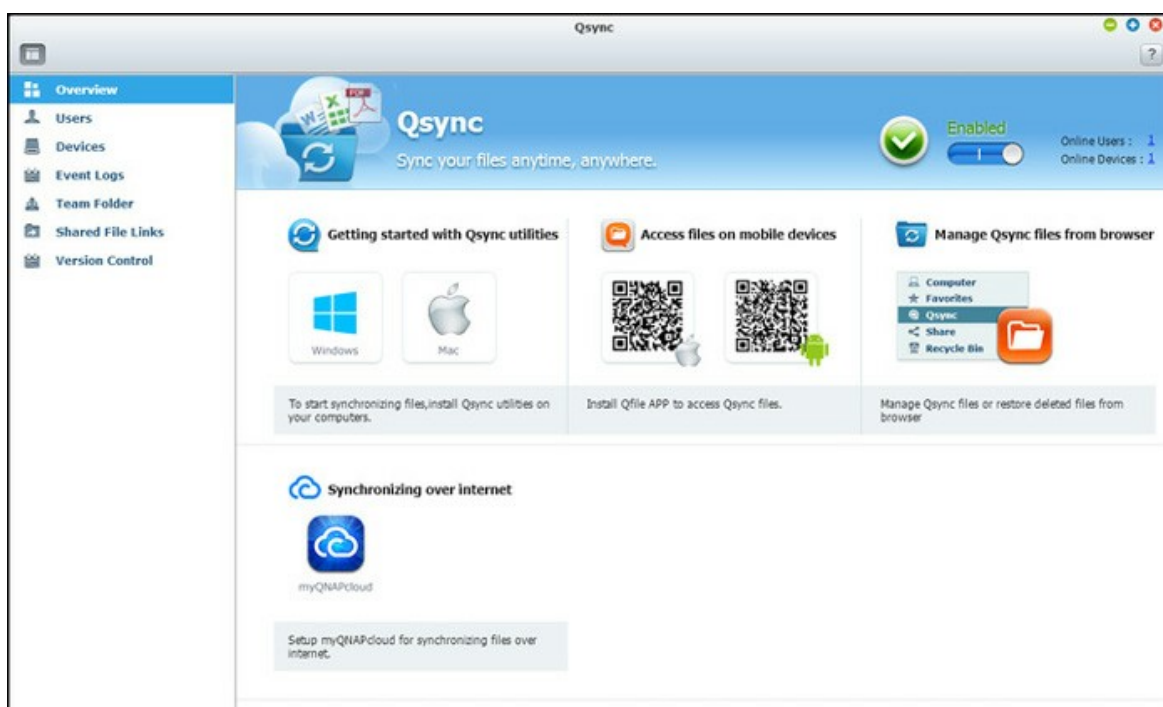 Qsync
?
Overview
Users
Devices
Event Logs
Team Folder
Shared File Links
Version Control
W X PDF
Qsync
Sync your files anytime, anywhere.
Enabled
Online Users : 1
Online Devices : 1
Getting started with Qsync utilities
Windows
Mac
To start synchronizing files,install Qsync utilities on
your computers.
Access files on mobile devices
Install Qfile APP to access Qsync files.
Manage Qsync files from browser
Computer
Favorites
Qsync
Share
Recycle Bin
Manage Qsync files or restore deleted files from
browser
Synchronizing over internet
myQNAPcloud
Setup myQNAPcloud for synchronizing files over
internet.